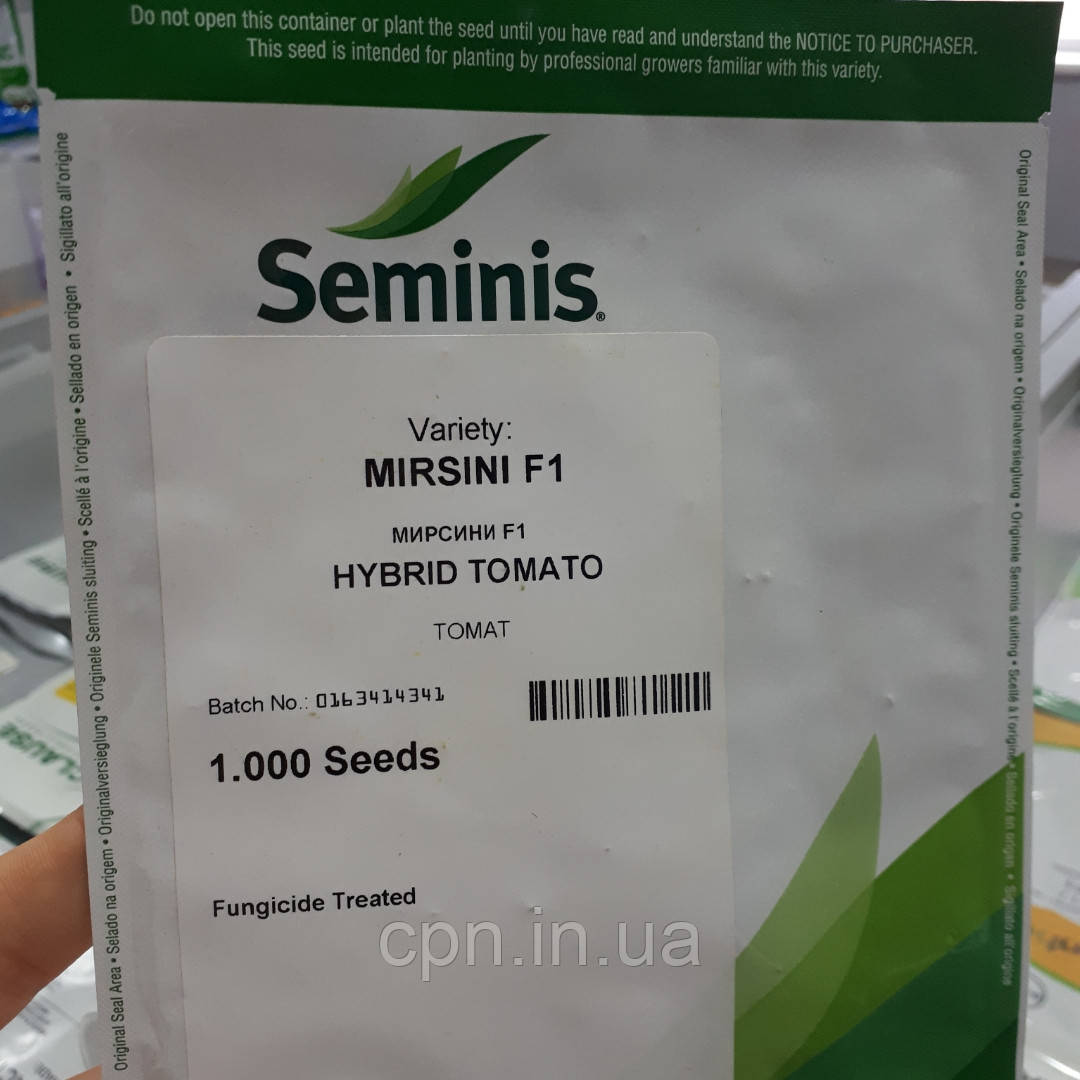 Do not open this container or plant the seed until you have read and understand the NOTICE TO PURCHASER.
This seed is intended for planting by professional growers familiar with this variety.
Seminis®
Variety:
MIRSINI F1
МИРСИНИ F1
HYBRID TOMATO
ТОМАТ
Batch No.: 0163414341
1.000 Seeds
Fungicide Treated
cpn.in.ua
Original Seal Area • Selado na origem • Originalversieglung • Originele Seminis sluiting • Scellé à l'origine • Sellado en origen • Sigillato all'origine
Original Seal Area • Selado na origem • Originalversieglung • Originele Seminis sluiting • Scellé à l'origine • Sellado en origen • Sigillato all'origine
CLAUSE